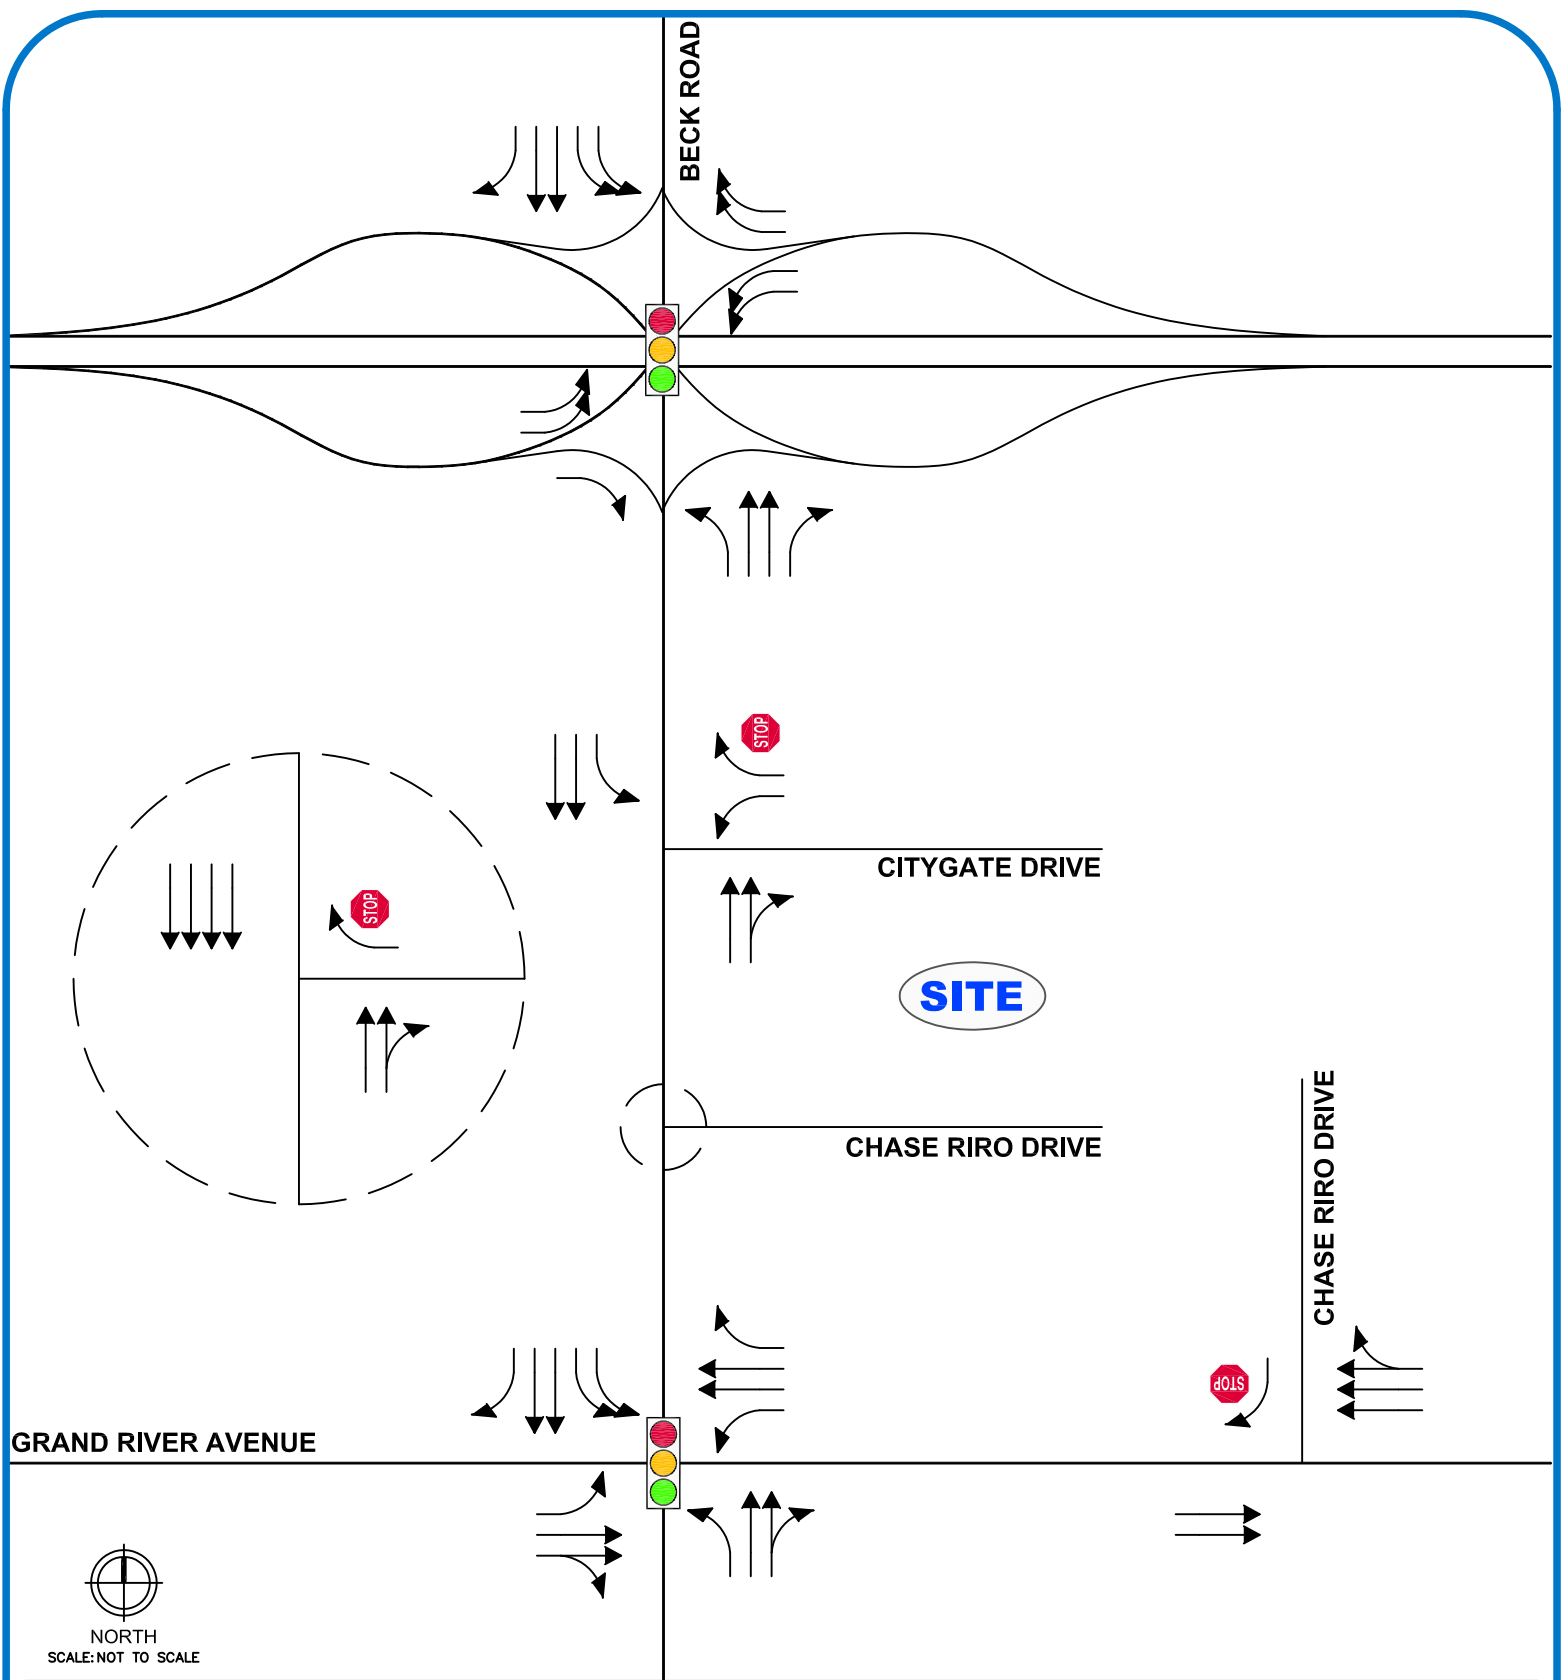 BECK ROAD
STOP
CITYGATE DRIVE
STOP
SITE
CHASE RIRO DRIVE
CHASE RIRO DRIVE
STOP
GRAND RIVER AVENUE
NORTH
SCALE: NOT TO SCALE